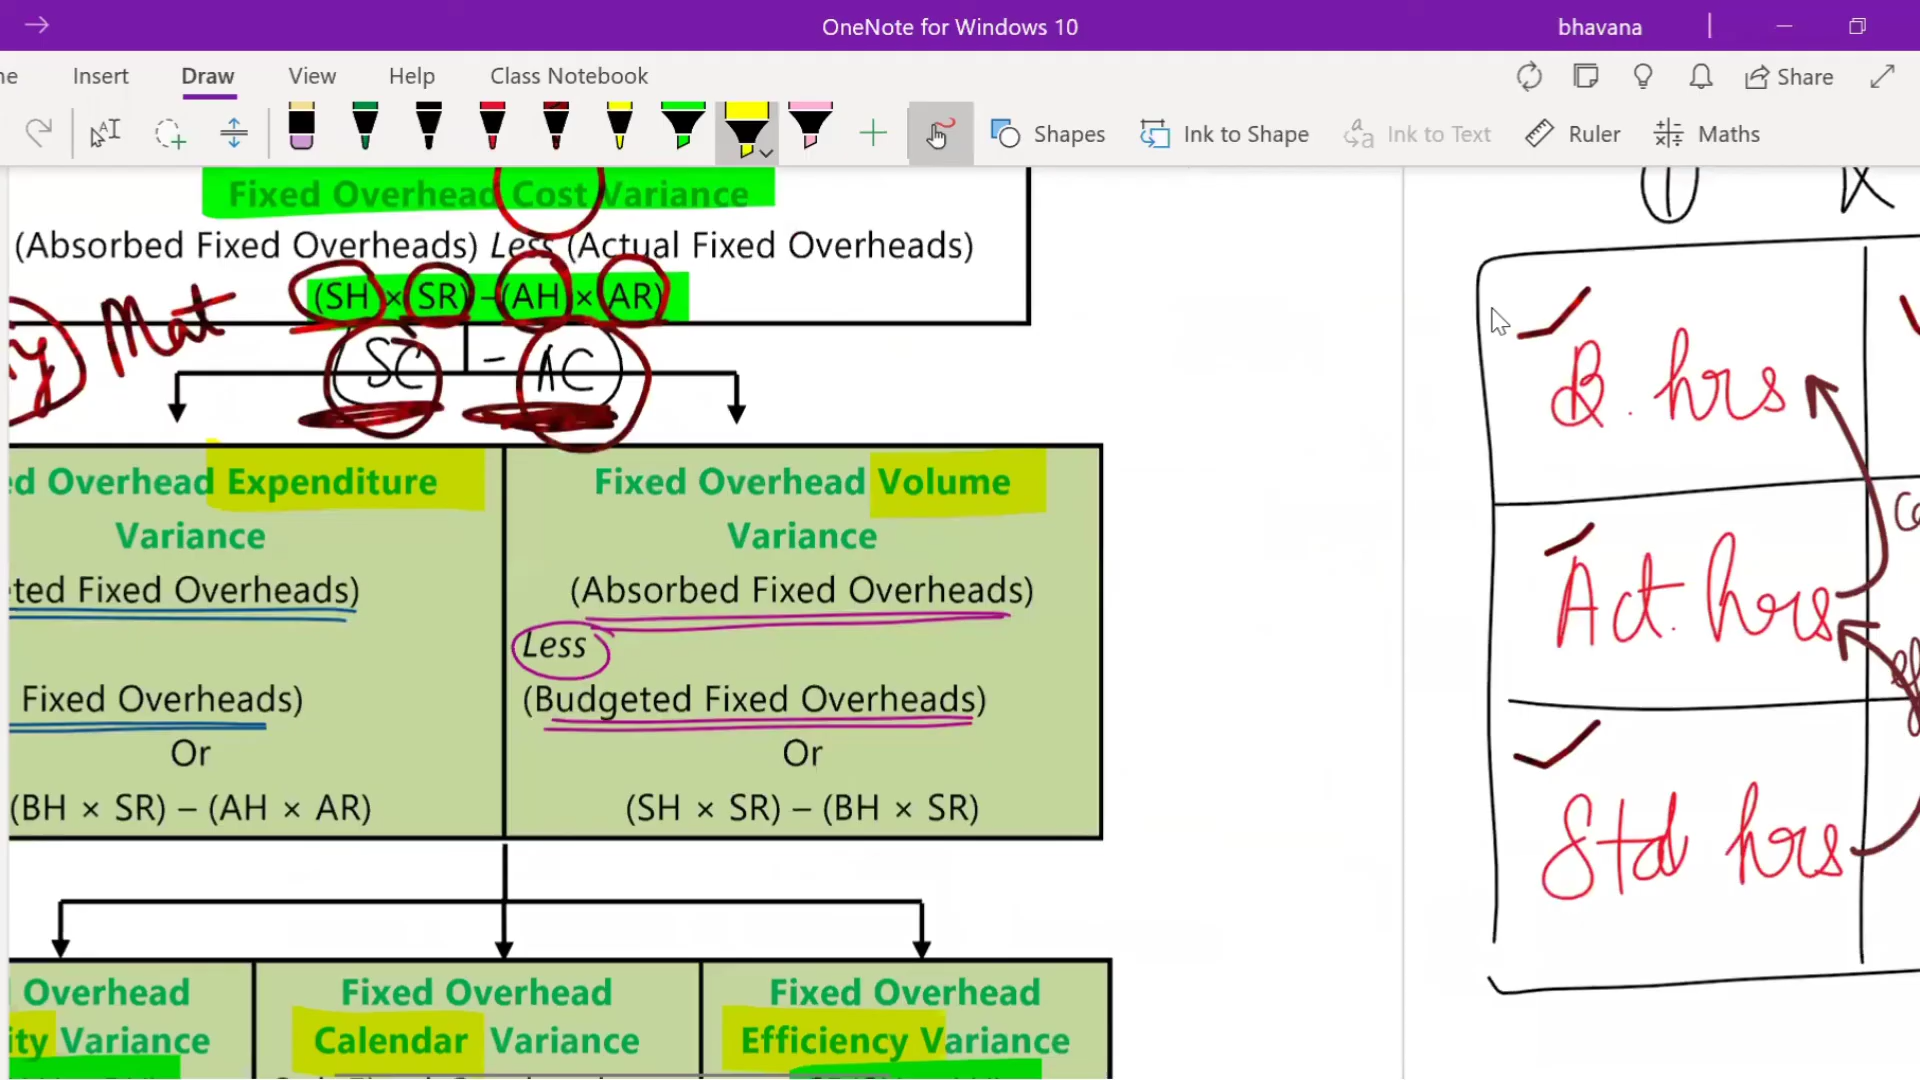 OneNote for Windows 10
bhavana
Insert Draw View Help Class Notebook
Share
Shapes Ink to Shape Ink to Text Ruler Maths
Fixed Overhead Cost Variance
(Absorbed Fixed Overheads) Less (Actual Fixed Overheads)
(SH × SR) – (AH × AR)
Mat
SC - AC
ed Overhead Expenditure
Variance
ted Fixed Overheads)
Fixed Overheads)
Or
(BH × SR) – (AH × AR)
Fixed Overhead Volume
Variance
(Absorbed Fixed Overheads)
Less
(Budgeted Fixed Overheads)
Or
(SH × SR) – (BH × SR)
Overhead
ity Variance
Fixed Overhead
Calendar Variance
Fixed Overhead
Efficiency Variance
B. hrs
Act. hrs
Std hrs